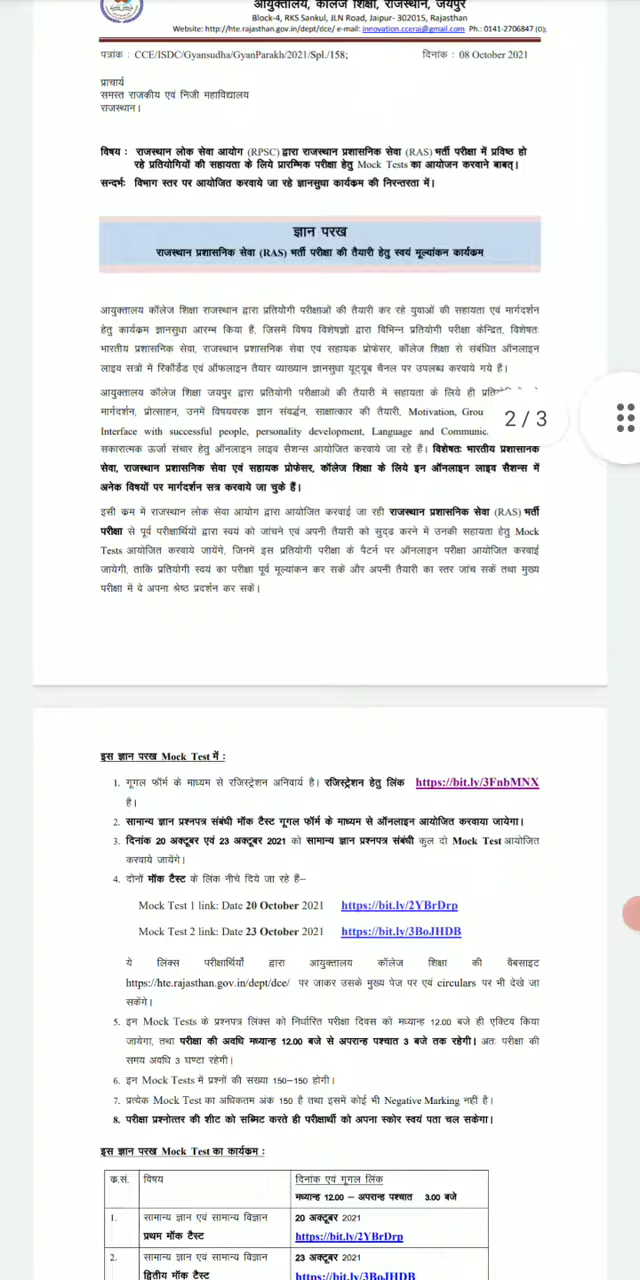 आयुक्तालय, कॉलेज शिक्षा, राजस्थान, जयपुर
Block-4, RKS Sankul, JLN Road, Jaipur- 302015, Rajasthan
Website: http://hte.rajasthan.gov.in/dept/dce/ e-mail: innovation.cceraj@gmail.com Ph.: 0141-2706847 (O);
पत्रांक : CCE/ISDC/Gyansudha/GyanParakh/2021/Spl./158; दिनांक : 08 October 2021
प्राचार्य
समस्त राजकीय एवं निजी महाविद्यालय
राजस्थान।
विषय : राजस्थान लोक सेवा आयोग (RPSC) द्वारा राजस्थान प्रशासनिक सेवा (RAS) भर्ती परीक्षा में प्रविष्ठ हो
रहे प्रतियोगियों की सहायता के लिये प्रारम्भिक परीक्षा हेतु Mock Tests का आयोजन करवाने बाबत्।
सन्दर्भः विभाग स्तर पर आयोजित करवाये जा रहे ज्ञानसुधा कार्यक्रम की निरन्तरता में।
ज्ञान परख
राजस्थान प्रशासनिक सेवा (RAS) भर्ती परीक्षा की तैयारी हेतु स्वयं मूल्यांकन कार्यक्रम
आयुक्तालय कॉलेज शिक्षा राजस्थान द्वारा प्रतियोगी परीक्षाओं की तैयारी कर रहे युवाओं की सहायता एवं मार्गदर्शन
हेतु कार्यक्रम ज्ञानसुधा आरम्भ किया है, जिसमें विषय विशेषज्ञों द्वारा विभिन्न प्रतियोगी परीक्षा केन्द्रित, विशेषतः
भारतीय प्रशासनिक सेवा, राजस्थान प्रशासनिक सेवा एवं सहायक प्रोफेसर, कॉलेज शिक्षा से संबंधित ऑनलाइन
लाइव सत्रों में रिकॉर्डेड एवं ऑफलाइन तैयार व्याख्यान ज्ञानसुधा यूट्यूब चैनल पर उपलब्ध करवाये गये हैं।
आयुक्तालय कॉलेज शिक्षा जयपुर द्वारा प्रतियोगी परीक्षाओं की तैयारी में सहायता के लिये ही
मार्गदर्शन, प्रोत्साहन, उनमें विषयवरक ज्ञान संवर्द्धन, साक्षात्कार की तैयारी, Motivation, Grou
Interface with successful people, personality development, Language and Communic
सकारात्मक ऊर्जा संचार हेतु ऑनलाइन लाइव सैशन्स आयोजित करवाये जा रहे हैं। विशेषतः भारतीय प्रशासनिक
सेवा, राजस्थान प्रशासनिक सेवा एवं सहायक प्रोफेसर, कॉलेज शिक्षा के लिये इन ऑनलाइन लाइव सैशन्स में
अनेक विषयों पर मार्गदर्शन सत्र करवाये जा चुके हैं।
2 / 3
इसी क्रम में राजस्थान लोक सेवा आयोग द्वारा आयोजित करवाई जा रही राजस्थान प्रशासनिक सेवा (RAS) भर्ती
परीक्षा से पूर्व परीक्षार्थियों द्वारा स्वयं को जांचने एवं अपनी तैयारी को सुदृढ करने में उनकी सहायता हेतु Mock
Tests आयोजित करवाये जायेंगे, जिनमें इस प्रतियोगी परीक्षा के पैटर्न पर ऑनलाइन परीक्षा आयोजित करवाई
जायेगी, ताकि प्रतियोगी स्वयं का परीक्षा पूर्व मूल्यांकन कर सकें और अपनी तैयारी का स्तर जांच सकें तथा मुख्य
परीक्षा में वे अपना श्रेष्ठ प्रदर्शन कर सकें।
इस ज्ञान परख Mock Test में :
1. गूगल फॉर्म के माध्यम से रजिस्ट्रेशन अनिवार्य है। रजिस्ट्रेशन हेतु लिंक https://bit.ly/3FnbMNX
है।
2. सामान्य ज्ञान प्रश्नपत्र संबंधी मॉक टैस्ट गूगल फॉर्म के माध्यम से ऑनलाइन आयोजित करवाया जायेगा।
3. दिनांक 20 अक्टूबर एवं 23 अक्टूबर 2021 को सामान्य ज्ञान प्रश्नपत्र संबंधी कुल दो Mock Test आयोजित
करवाये जायेंगे।
4. दोनों मॉक टैस्ट के लिंक नीचे दिये जा रहे हैं–
Mock Test 1 link: Date 20 October 2021 https://bit.ly/2YBrDrp
Mock Test 2 link: Date 23 October 2021 https://bit.ly/3BoJHDB
ये लिंक्स परीक्षार्थियों द्वारा आयुक्तालय कॉलेज शिक्षा की वैबसाइट
https://hte.rajasthan.gov.in/dept/dce/ पर जाकर उसके मुख्य पेज पर एवं circulars पर भी देखे जा
सकेंगे।
5. इन Mock Tests के प्रश्नपत्र लिंक्स को निर्धारित परीक्षा दिवस को मध्यान्ह 12.00 बजे ही एक्टिव किया
जायेगा, तथा परीक्षा की अवधि मध्यान्ह 12.00 बजे से अपरान्ह पश्चात 3 बजे तक रहेगी। अतः परीक्षा की
समय अवधि 3 घण्टा रहेगी।
6. इन Mock Tests में प्रश्नों की संख्या 150–150 होगी।
7. प्रत्येक Mock Test का अधिकतम अंक 150 है तथा इसमें कोई भी Negative Marking नहीं है।
8. परीक्षा प्रश्नोत्तर की शीट को सब्मिट करते ही परीक्षार्थी को अपना स्कोर स्वयं पता चल सकेगा।
इस ज्ञान परख Mock Test का कार्यक्रम :
क्र.सं. विषय दिनांक एवं गूगल लिंक
मध्यान्ह 12.00 – अपरान्ह पश्चात 3.00 बजे
1. सामान्य ज्ञान एवं सामान्य विज्ञान 20 अक्टूबर 2021
प्रथम मॉक टैस्ट https://bit.ly/2YBrDrp
2. सामान्य ज्ञान एवं सामान्य विज्ञान 23 अक्टूबर 2021
द्वितीय मॉक टैस्ट https://bit.ly/3BoJHDB